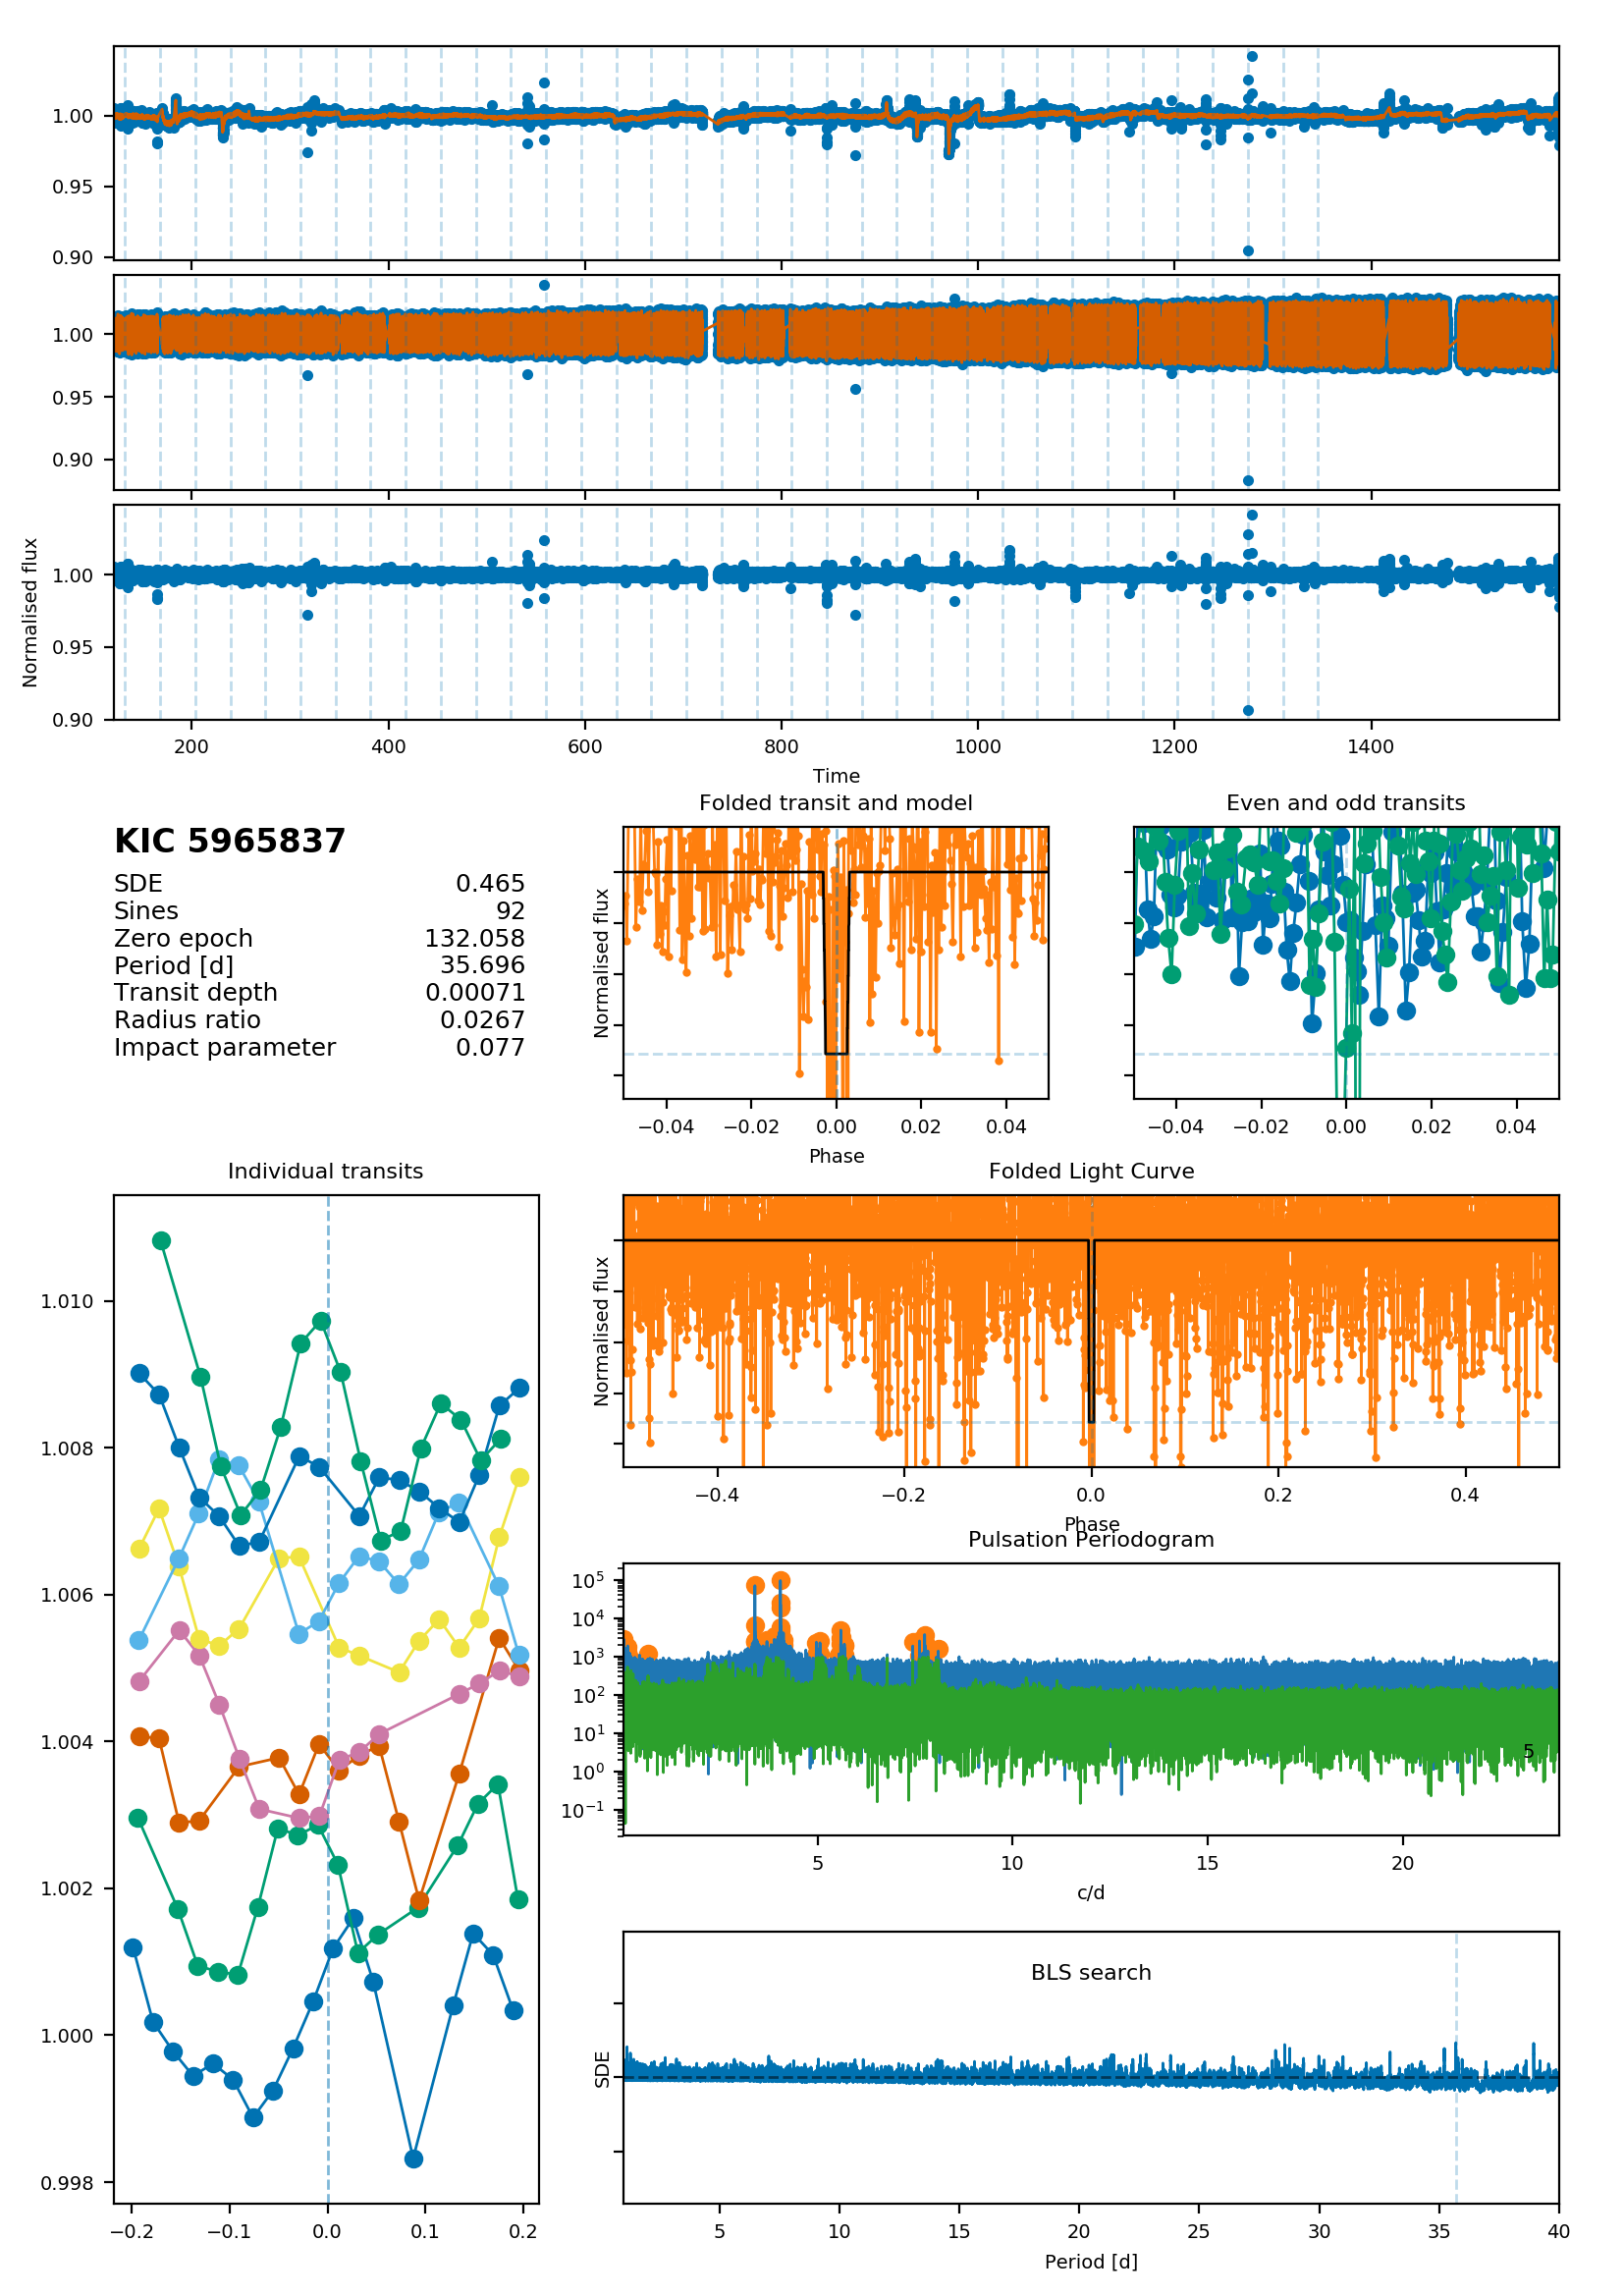 1.00
0.95
0.90
1.00
0.95
0.90
1.00
0.95
0.90
Normalised flux
200 400 600 800 1000 1200 1400
Time
KIC 5965837
SDE 0.465
Sines 92
Zero epoch 132.058
Period [d] 35.696
Transit depth 0.00071
Radius ratio 0.0267
Impact parameter 0.077
Folded transit and model
Normalised flux
−0.04 −0.02 0.00 0.02 0.04
Phase
Even and odd transits
−0.04 −0.02 0.00 0.02 0.04
Individual transits
1.010
1.008
1.006
1.004
1.002
1.000
0.998
−0.2 −0.1 0.0 0.1 0.2
Folded Light Curve
Normalised flux
−0.4 −0.2 0.0 0.2 0.4
Phase
Pulsation Periodogram
10⁵
10⁴
10³
10²
10¹
10⁰
10⁻¹
5
5 10 15 20
c/d
BLS search
SDE
5 10 15 20 25 30 35 40
Period [d]